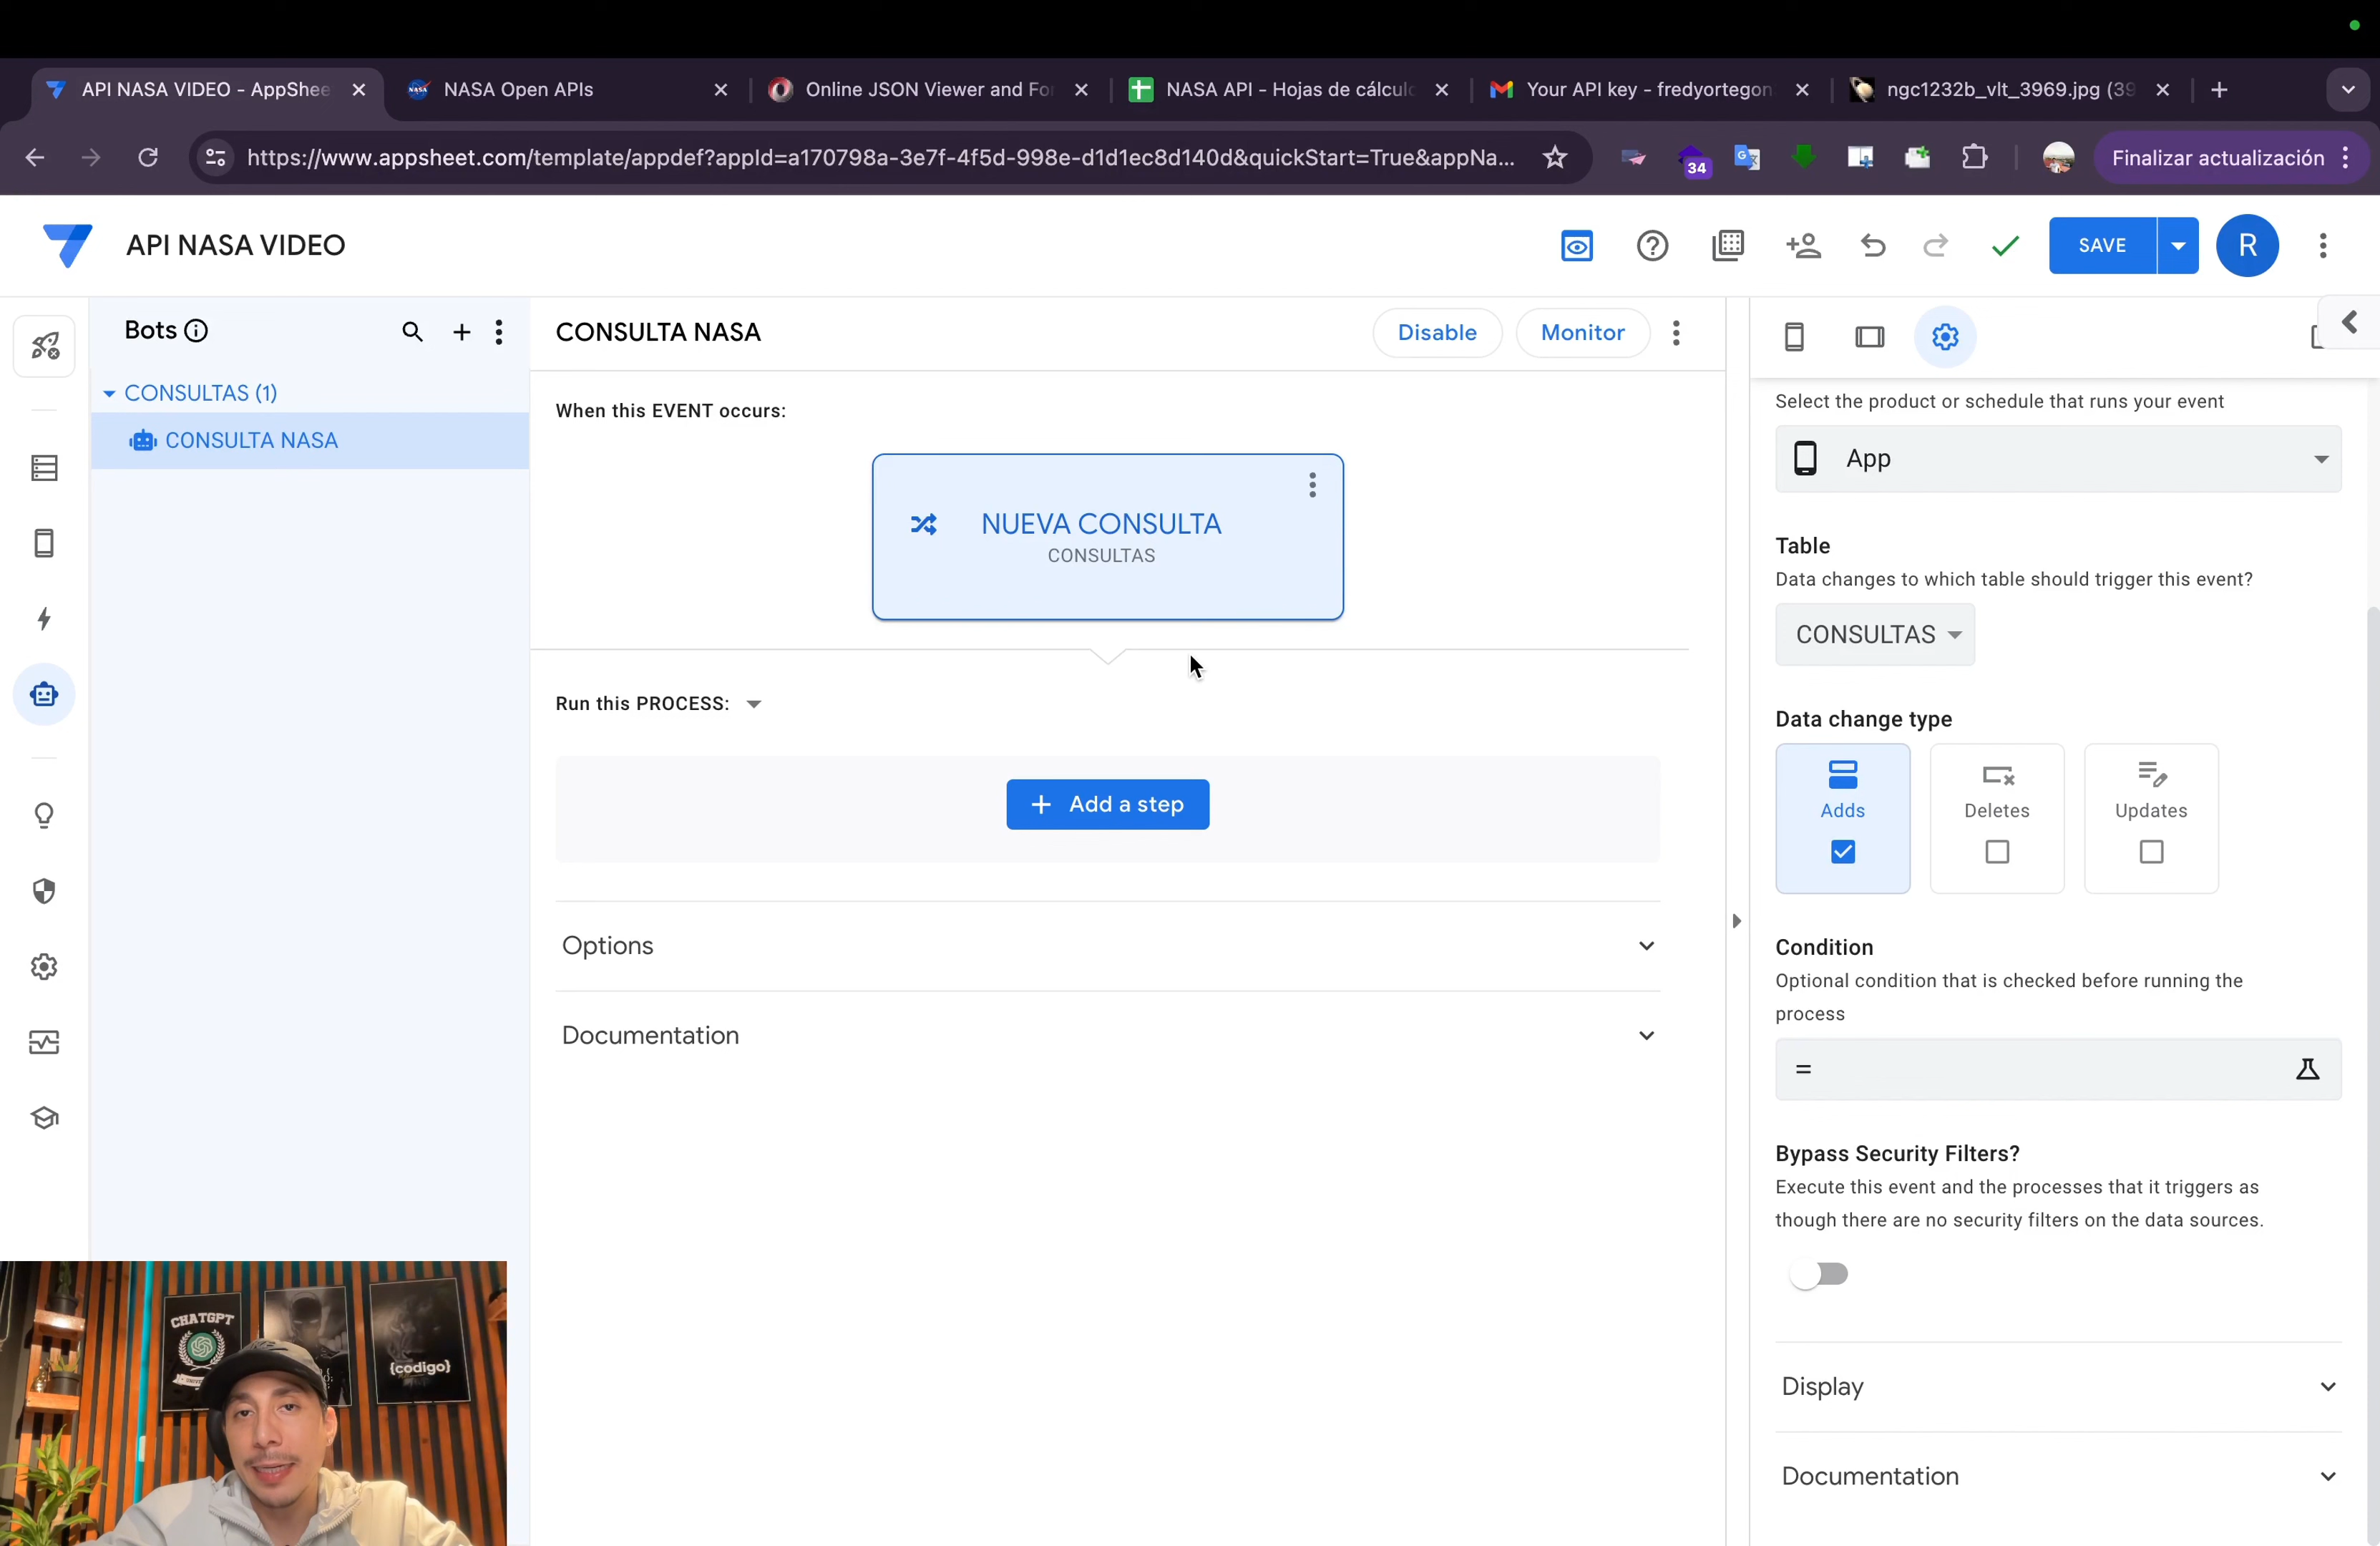 API NASA VIDEO - AppShee
NASA Open APIs
Online JSON Viewer and For
NASA API - Hojas de cálculo
Your API key - fredyortegon
ngc1232b_vlt_3969.jpg (39
https://www.appsheet.com/template/appdef?appId=a170798a-3e7f-4f5d-998e-d1d1ec8d140d&quickStart=True&appNa...
34
Finalizar actualización
API NASA VIDEO
SAVE
R
Bots
CONSULTA NASA
Disable
Monitor
CONSULTAS (1)
CONSULTA NASA
When this EVENT occurs:
NUEVA CONSULTA
CONSULTAS
Run this PROCESS:
+ Add a step
Options
Documentation
Select the product or schedule that runs your event
App
Table
Data changes to which table should trigger this event?
CONSULTAS
Data change type
Adds
Deletes
Updates
Condition
Optional condition that is checked before running the
process
=
Bypass Security Filters?
Execute this event and the processes that it triggers as
though there are no security filters on the data sources.
Display
Documentation
CHATGPT
{codigo}